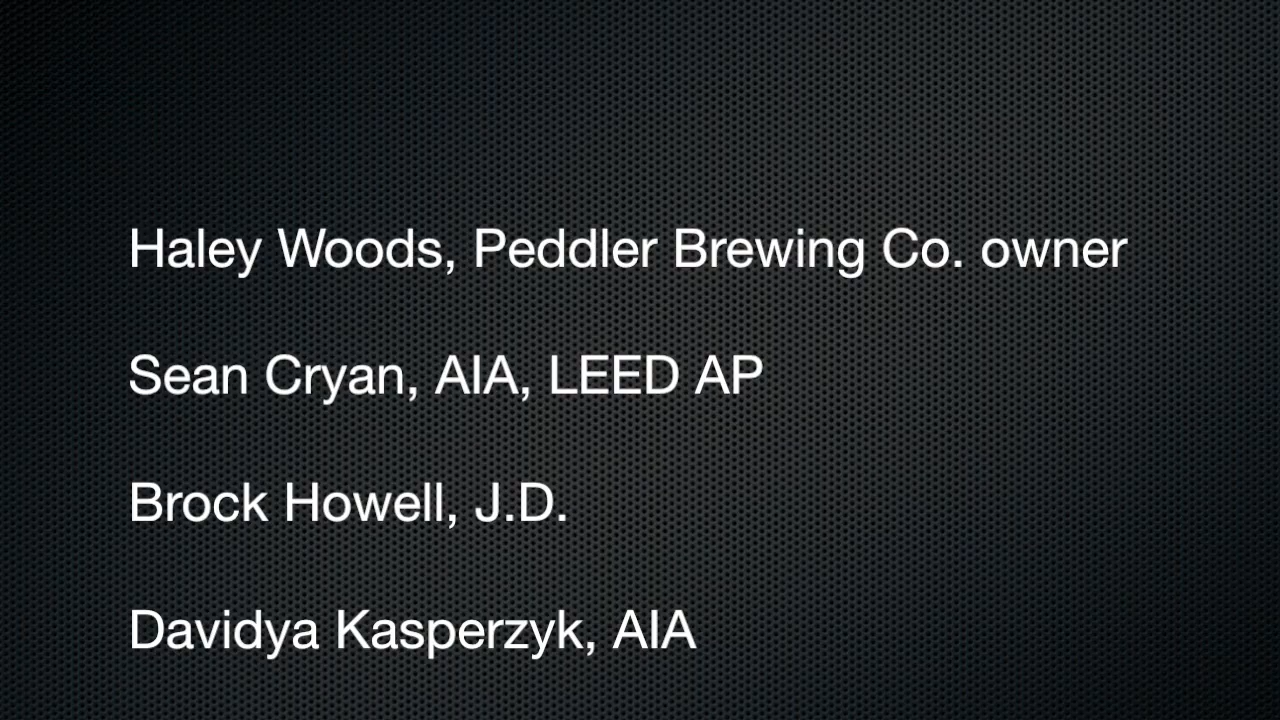 Haley Woods, Peddler Brewing Co. owner
Sean Cryan, AIA, LEED AP
Brock Howell, J.D.
Davidya Kasperzyk, AIA